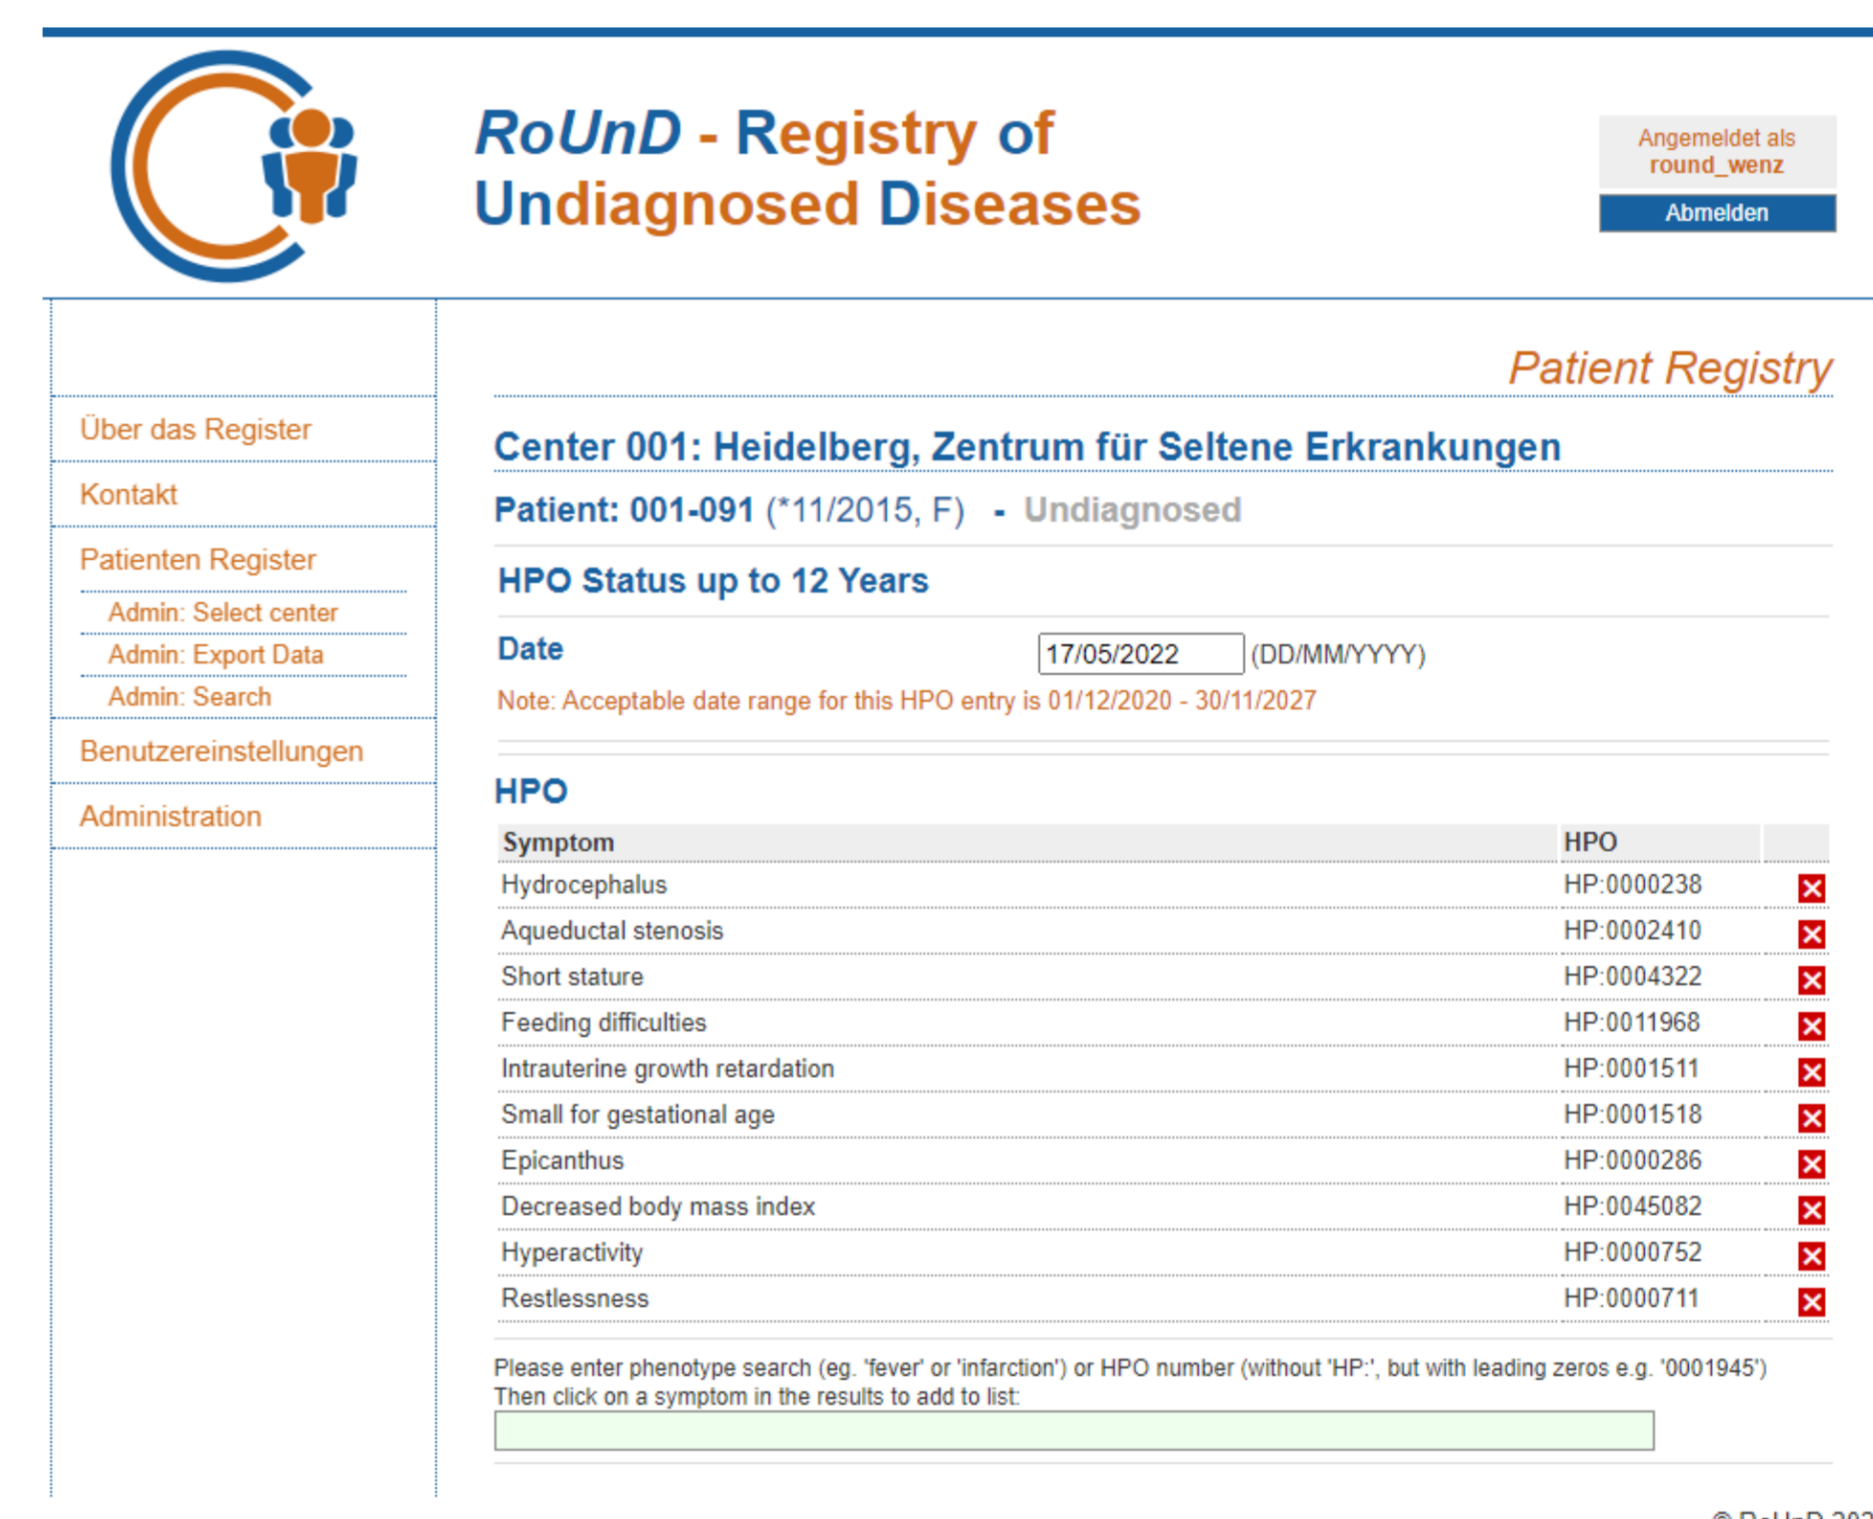 RoUnD - Registry of
Undiagnosed Diseases
Angemeldet als
round_wenz
Abmelden
Über das Register
Kontakt
Patienten Register
Admin: Select center
Admin: Export Data
Admin: Search
Benutzereinstellungen
Administration
Patient Registry
Center 001: Heidelberg, Zentrum für Seltene Erkrankungen
Patient: 001-091 (*11/2015, F) - Undiagnosed
HPO Status up to 12 Years
Date 17/05/2022 (DD/MM/YYYY)
Note: Acceptable date range for this HPO entry is 01/12/2020 - 30/11/2027
HPO
Symptom HPO
Hydrocephalus HP:0000238
Aqueductal stenosis HP:0002410
Short stature HP:0004322
Feeding difficulties HP:0011968
Intrauterine growth retardation HP:0001511
Small for gestational age HP:0001518
Epicanthus HP:0000286
Decreased body mass index HP:0045082
Hyperactivity HP:0000752
Restlessness HP:0000711
Please enter phenotype search (eg. 'fever' or 'infarction') or HPO number (without 'HP:', but with leading zeros e.g. '0001945')
Then click on a symptom in the results to add to list: